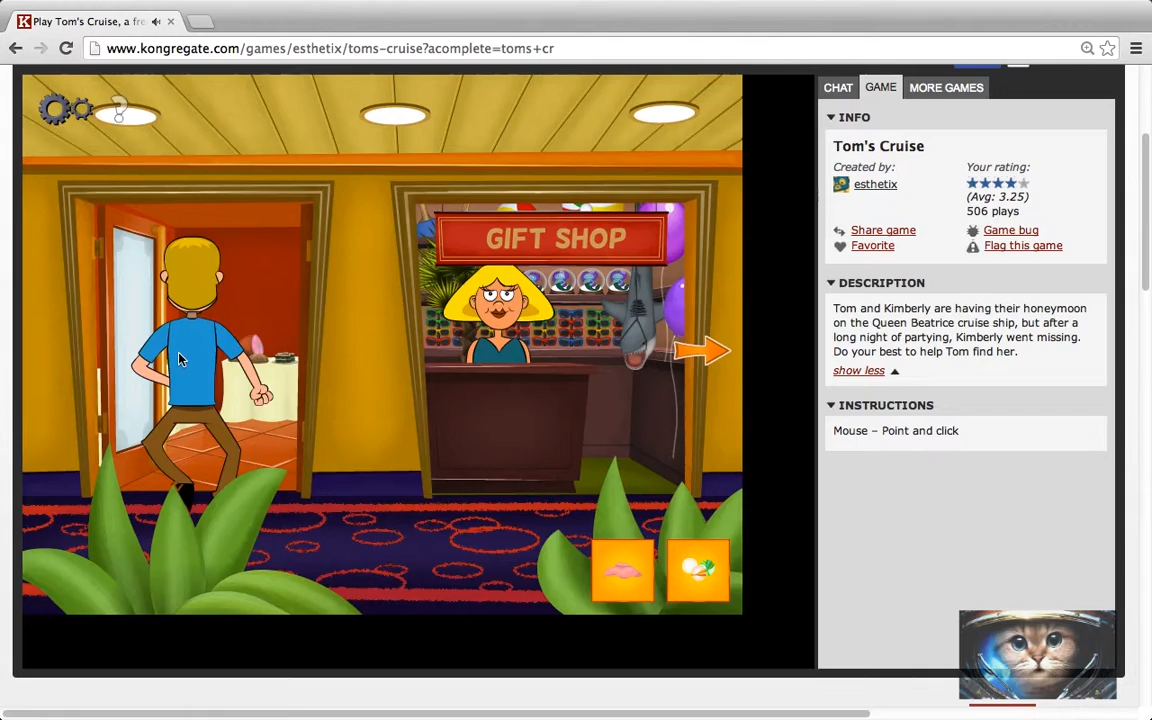 Play Tom's Cruise, a fre
www.kongregate.com/games/esthetix/toms-cruise?acomplete=toms+cr
CHAT GAME MORE GAMES
INFO
Tom's Cruise
Created by:
esthetix
Your rating:
(Avg: 3.25)
506 plays
Share game
Game bug
Favorite
Flag this game
DESCRIPTION
Tom and Kimberly are having their honeymoon
on the Queen Beatrice cruise ship, but after a
long night of partying, Kimberly went missing.
Do your best to help Tom find her.
show less
INSTRUCTIONS
Mouse – Point and click
?
GIFT SHOP